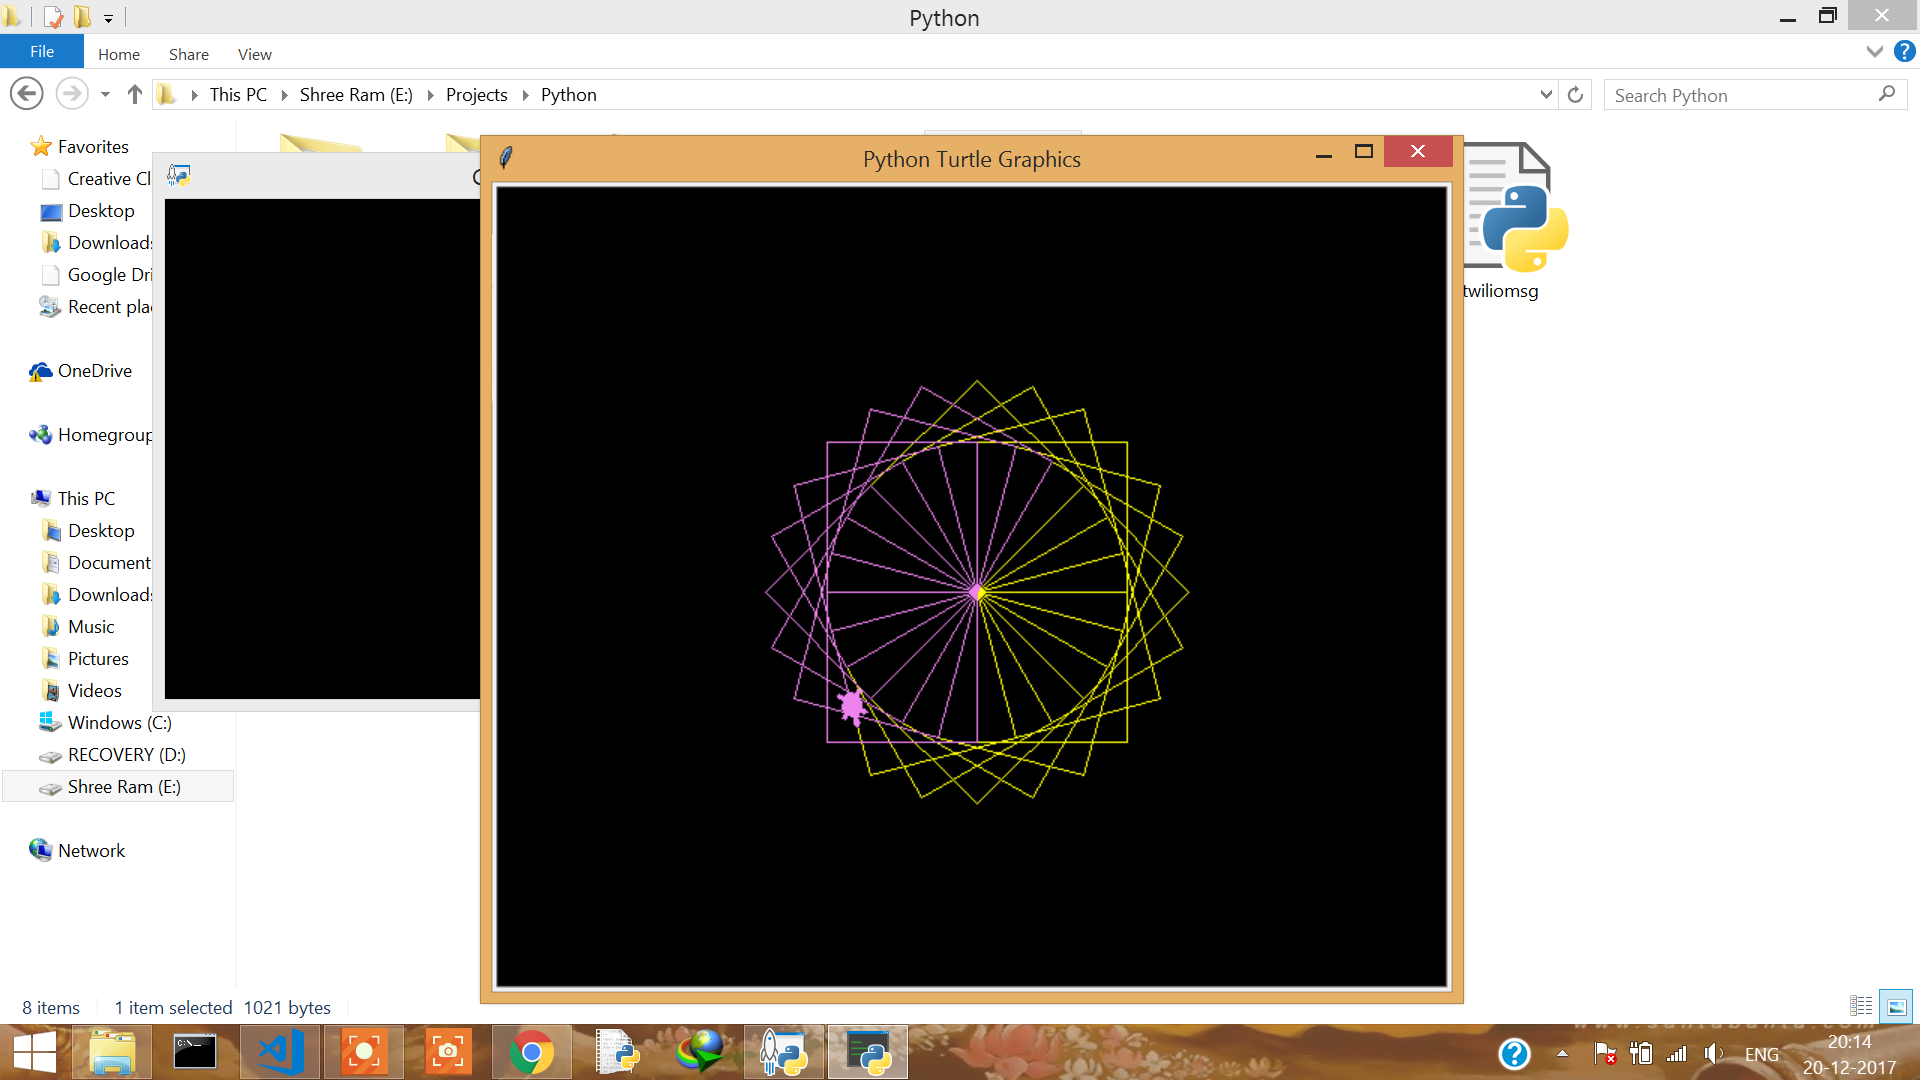 Python
File
Home
Share
View
This PC
Shree Ram (E:)
Projects
Python
Search Python
Favorites
Creative Cl
Desktop
Download
Google Dri
Recent plac
OneDrive
Homegroup
This PC
Desktop
Document
Download
Music
Pictures
Videos
Windows (C:)
RECOVERY (D:)
Shree Ram (E:)
Network
Python Turtle Graphics
twiliomsg
8 items
1 item selected 1021 bytes
C:\_
ENG
20:14
20-12-2017